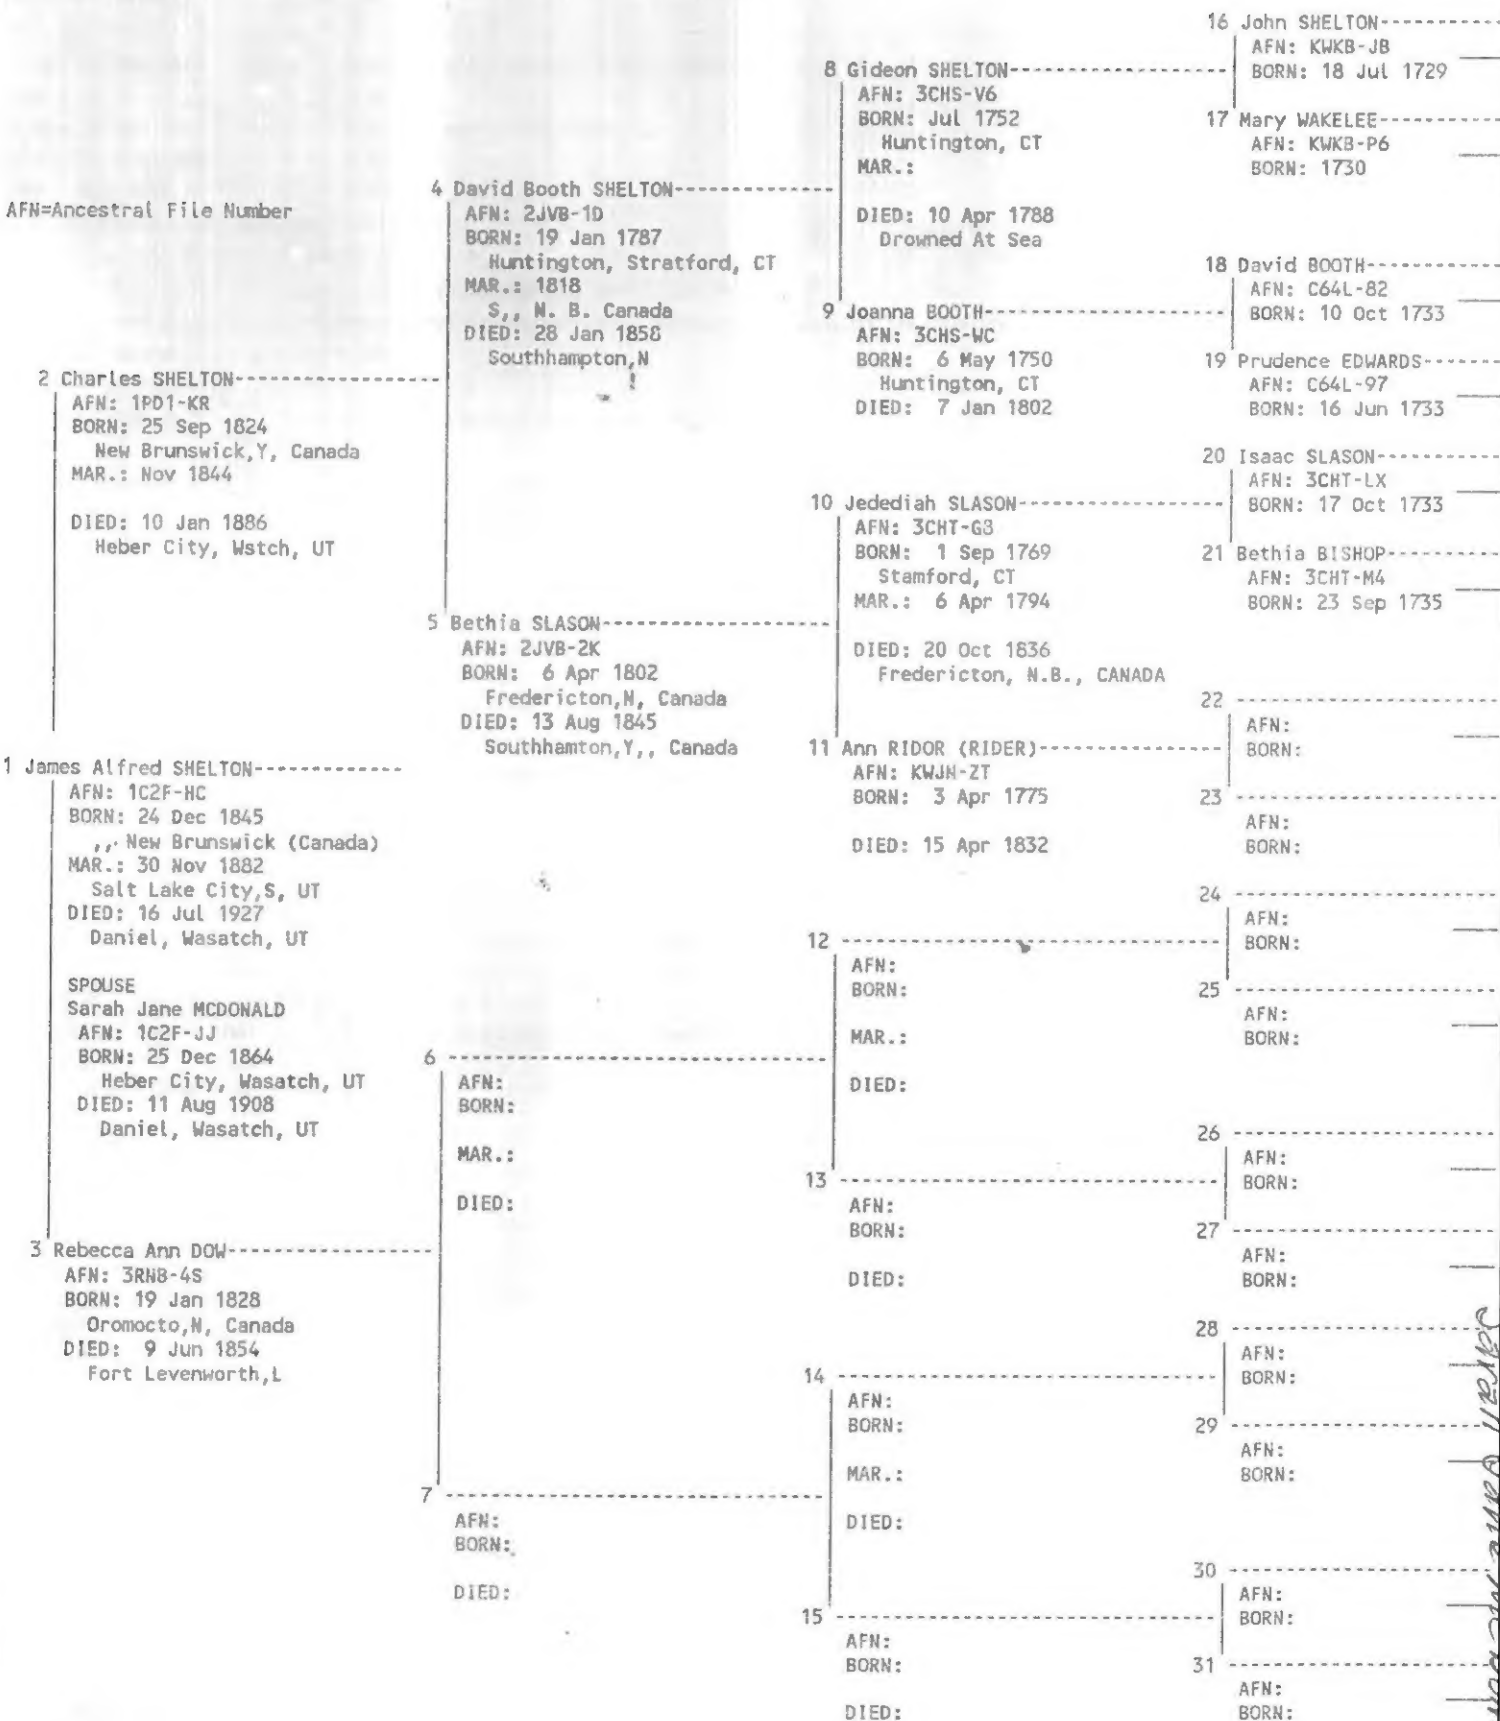 AFN=Ancestral File Number
1 James Alfred SHELTON
AFN: 1C2F-HC
BORN: 24 Dec 1845
,, New Brunswick (Canada)
MAR.: 30 Nov 1882
Salt Lake City,S, UT
DIED: 16 Jul 1927
Daniel, Wasatch, UT
SPOUSE
Sarah Jane MCDONALD
AFN: 1C2F-JJ
BORN: 25 Dec 1864
Heber City, Wasatch, UT
DIED: 11 Aug 1908
Daniel, Wasatch, UT
2 Charles SHELTON
AFN: 1PD1-KR
BORN: 25 Sep 1824
New Brunswick,Y, Canada
MAR.: Nov 1844
DIED: 10 Jan 1886
Heber City, Wstch, UT
3 Rebecca Ann DOW
AFN: 3RNB-4S
BORN: 19 Jan 1828
Oromocto,N, Canada
DIED: 9 Jun 1854
Fort Levenworth,L
4 David Booth SHELTON
AFN: 2JVB-1D
BORN: 19 Jan 1787
Huntington, Stratford, CT
MAR.: 1818
S,, N. B. Canada
DIED: 28 Jan 1858
Southhampton,N
5 Bethia SLASON
AFN: 2JVB-2K
BORN: 6 Apr 1802
Fredericton,N, Canada
DIED: 13 Aug 1845
Southhamton,Y,, Canada
6
AFN:
BORN:
MAR.:
DIED:
7
AFN:
BORN:
DIED:
8 Gideon SHELTON
AFN: 3CHS-V6
BORN: Jul 1752
Huntington, CT
MAR.:
DIED: 10 Apr 1788
Drowned At Sea
9 Joanna BOOTH
AFN: 3CHS-WC
BORN: 6 May 1750
Huntington, CT
DIED: 7 Jan 1802
10 Jedediah SLASON
AFN: 3CHT-G3
BORN: 1 Sep 1769
Stamford, CT
MAR.: 6 Apr 1794
DIED: 20 Oct 1836
Fredericton, N.B., CANADA
11 Ann RIDOR (RIDER)
AFN: KWJN-ZT
BORN: 3 Apr 1775
DIED: 15 Apr 1832
12
AFN:
BORN:
MAR.:
DIED:
13
AFN:
BORN:
DIED:
14
AFN:
BORN:
MAR.:
DIED:
15
AFN:
BORN:
DIED:
16 John SHELTON
AFN: KWKB-JB
BORN: 18 Jul 1729
17 Mary WAKELEE
AFN: KWKB-P6
BORN: 1730
18 David BOOTH
AFN: C64L-82
BORN: 10 Oct 1733
19 Prudence EDWARDS
AFN: C64L-97
BORN: 16 Jun 1733
20 Isaac SLASON
AFN: 3CHT-LX
BORN: 17 Oct 1733
21 Bethia BISHOP
AFN: 3CHT-M4
BORN: 23 Sep 1735
22
AFN:
BORN:
23
AFN:
BORN:
24
AFN:
BORN:
25
AFN:
BORN:
26
AFN:
BORN:
27
AFN:
BORN:
28
AFN:
BORN:
29
AFN:
BORN:
30
AFN:
BORN:
31
AFN:
BORN: